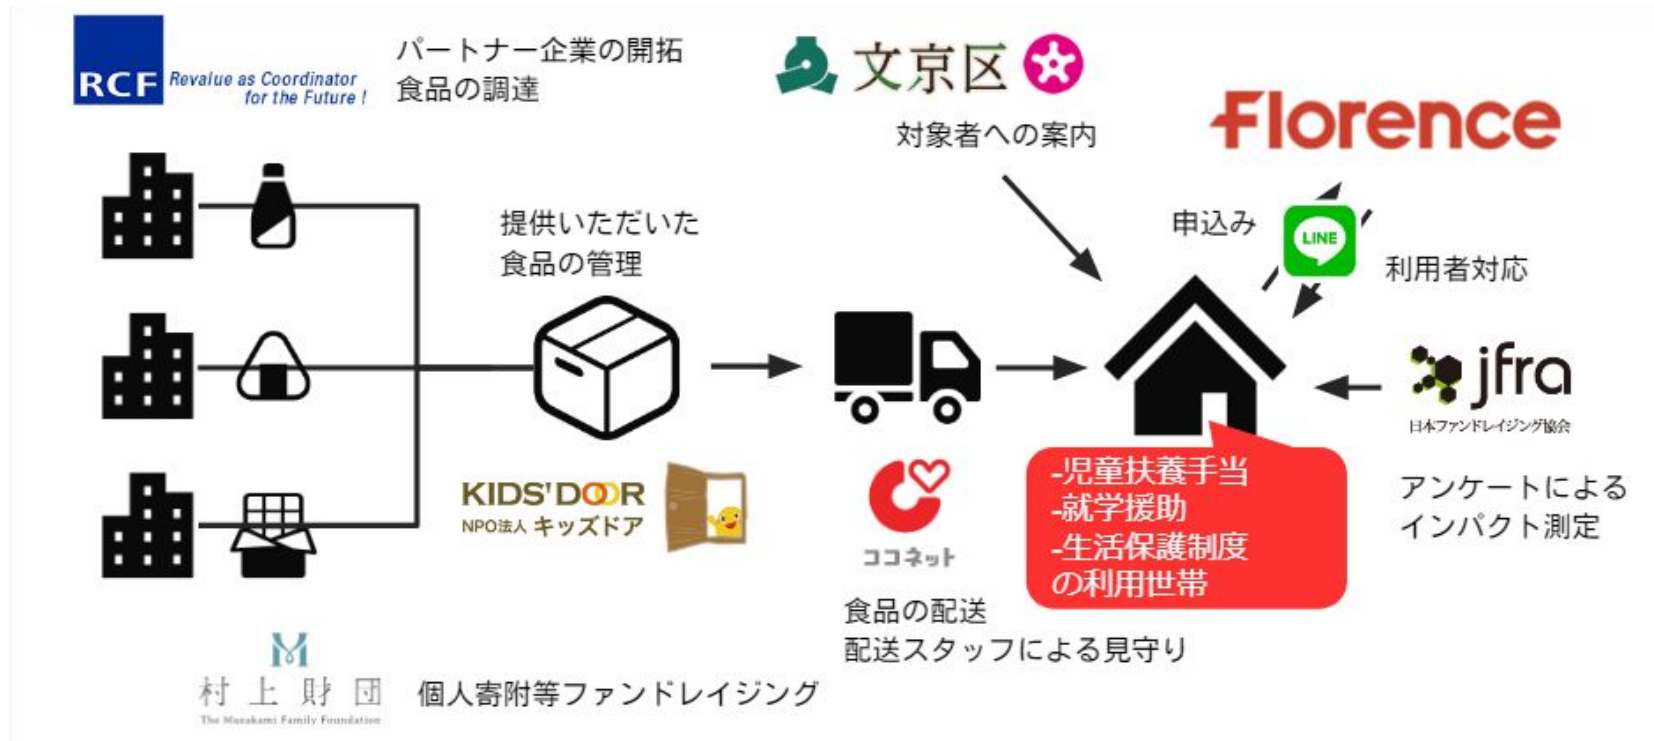 RCF
Revalue as Coordinator
for the Future !
パートナー企業の開拓
食品の調達
文京区
対象者への案内
Florence
申込み
LINE
利用者対応
提供いただいた
食品の管理
KIDS'DOOR
NPO法人 キッズドア
ココネット
食品の配送
配送スタッフによる見守り
-児童扶養手当
-就学援助
-生活保護制度
の利用世帯
jfra
日本ファンドレイジング協会
アンケートによる
インパクト測定
村上財団
The Murakami Family Foundation
個人寄附等ファンドレイジング